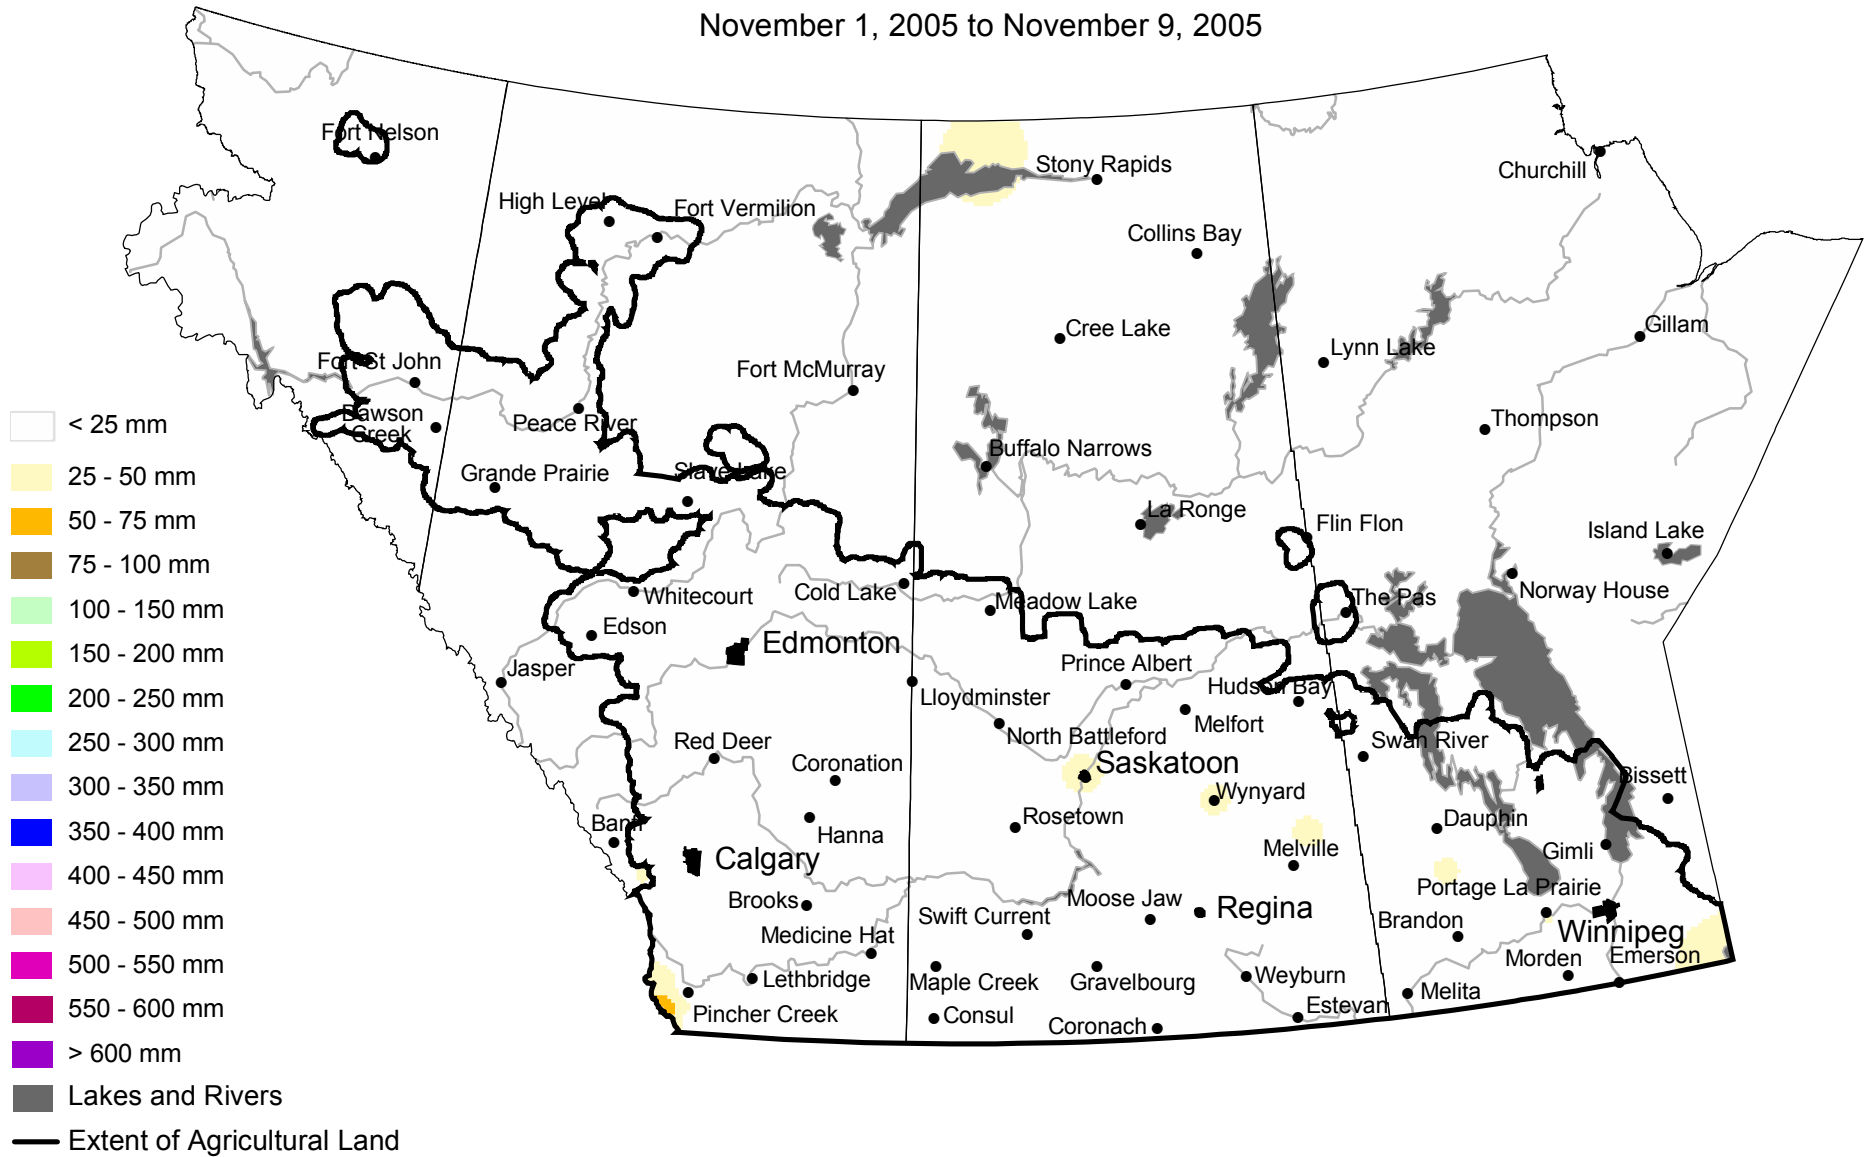 November 1, 2005 to November 9, 2005
Fort Nelson
Churchill
Stony Rapids
High Level
Fort Vermilion
Collins Bay
Cree Lake
Gillam
Lynn Lake
Fort St John
Fort McMurray
Dawson
Creek
Peace River
Thompson
Buffalo Narrows
Grande Prairie
Slave Lake
La Ronge
Flin Flon
Island Lake
Cold Lake
Whitecourt
Meadow Lake
The Pas
Norway House
Edson
Edmonton
Jasper
Prince Albert
Hudson Bay
Lloydminster
Melfort
North Battleford
Red Deer
Swan River
Coronation
Saskatoon
Bissett
Wynyard
Rosetown
Dauphin
Banff
Hanna
Melville
Gimli
Calgary
Portage La Prairie
Brooks
Moose Jaw
Swift Current
Regina
Brandon
Winnipeg
Medicine Hat
Morden
Emerson
Lethbridge
Maple Creek
Gravelbourg
Weyburn
Melita
Pincher Creek
Consul
Estevan
Coronach
< 25 mm
25 - 50 mm
50 - 75 mm
75 - 100 mm
100 - 150 mm
150 - 200 mm
200 - 250 mm
250 - 300 mm
300 - 350 mm
350 - 400 mm
400 - 450 mm
450 - 500 mm
500 - 550 mm
550 - 600 mm
> 600 mm
Lakes and Rivers
Extent of Agricultural Land